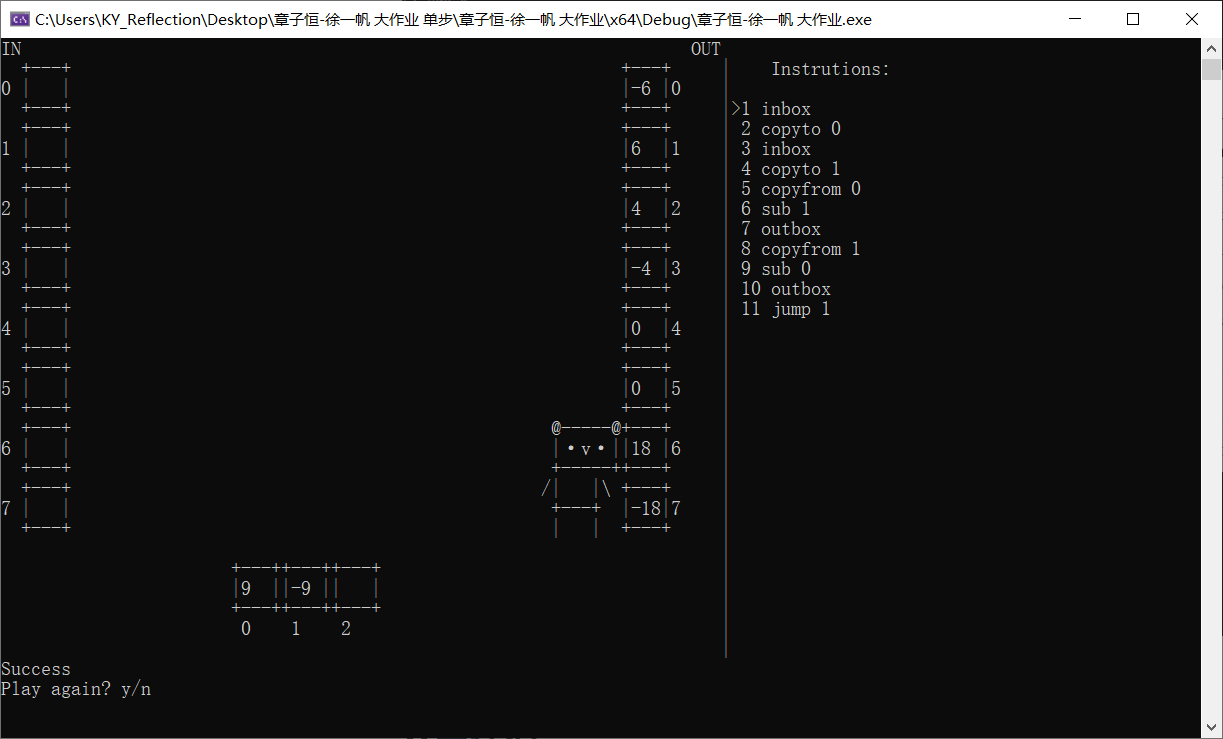 C:\Users\KY_Reflection\Desktop\章子恒-徐一帆 大作业 单步\章子恒-徐一帆 大作业\x64\Debug\章子恒-徐一帆 大作业.exe
IN OUT
Instrutions:
0 -6 0
>1 inbox
2 copyto 0
1 6 1
3 inbox
4 copyto 1
5 copyfrom 0
2 4 2
6 sub 1
7 outbox
8 copyfrom 1
3 -4 3
9 sub 0
10 outbox
11 jump 1
4 0 4
5 0 5
@-----@
6 •v• 18 6
7 -18 7
9 -9
0 1 2
Success
Play again? y/n